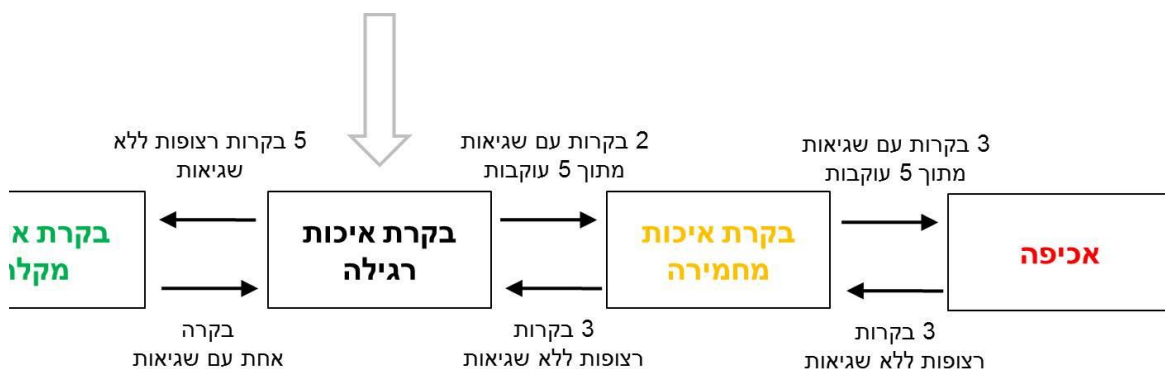 5 בקרות רצופות ללא
שגיאות
2 בקרות עם שגיאות
מתוך 5 עוקבות
3 בקרות עם שגיאות
מתוך 5 עוקבות
בקרת
בקרת איכות
רגילה
בקרת איכות
מחמירה
אכיפה
בקרה
אחת עם שגיאות
3 בקרות
רצופות ללא שגיאות
3 בקרות
רצופות ללא שגיאות